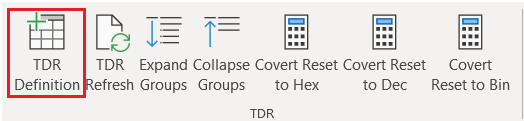 TDR Definition
TDR Refresh
Expand Groups
Collapse Groups
Covert Reset to Hex
Covert Reset to Dec
Covert Reset to Bin
TDR